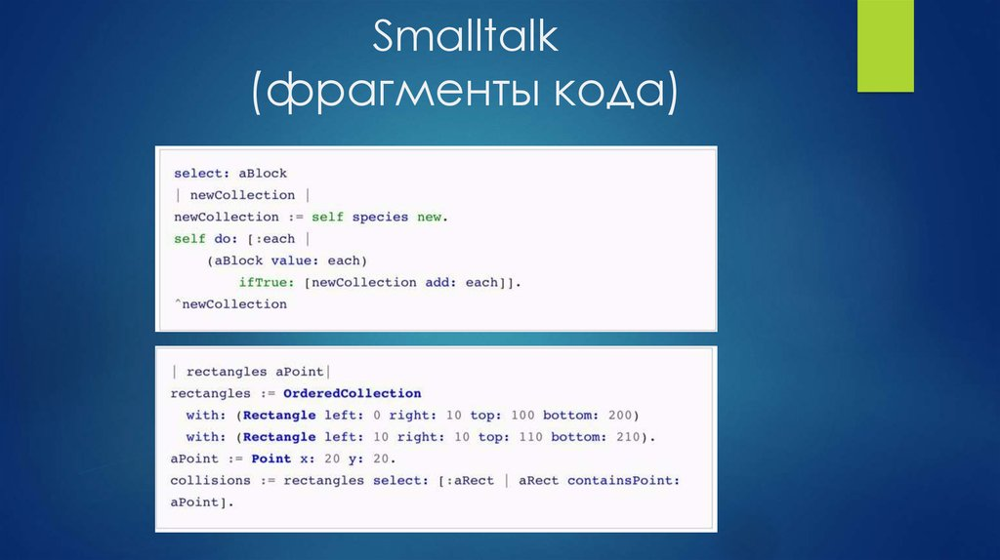 Smalltalk
(фрагменты кода)
select: aBlock
| newCollection |
newCollection := self species new.
self do: [:each |
    (aBlock value: each)
        ifTrue: [newCollection add: each]].
^newCollection
| rectangles aPoint|
rectangles := OrderedCollection
  with: (Rectangle left: 0 right: 10 top: 100 bottom: 200)
  with: (Rectangle left: 10 right: 10 top: 110 bottom: 210).
aPoint := Point x: 20 y: 20.
collisions := rectangles select: [:aRect | aRect containsPoint:
aPoint].